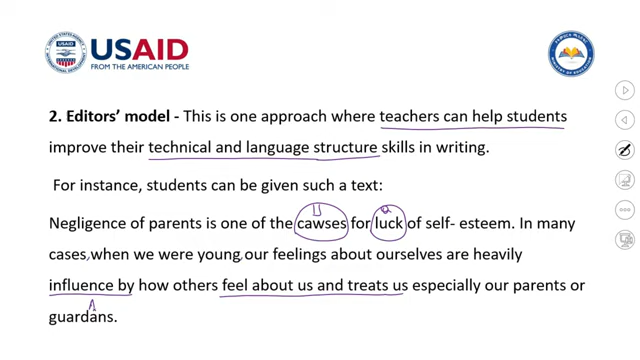 USAID
FROM THE AMERICAN PEOPLE
2. Editors' model - This is one approach where teachers can help students
improve their technical and language structure skills in writing.
For instance, students can be given such a text:
U a
Negligence of parents is one of the cawses for luck of self- esteem. In many
cases,when we were young,our feelings about ourselves are heavily
influence by how others feel about us and treats us especially our parents or
guardans.